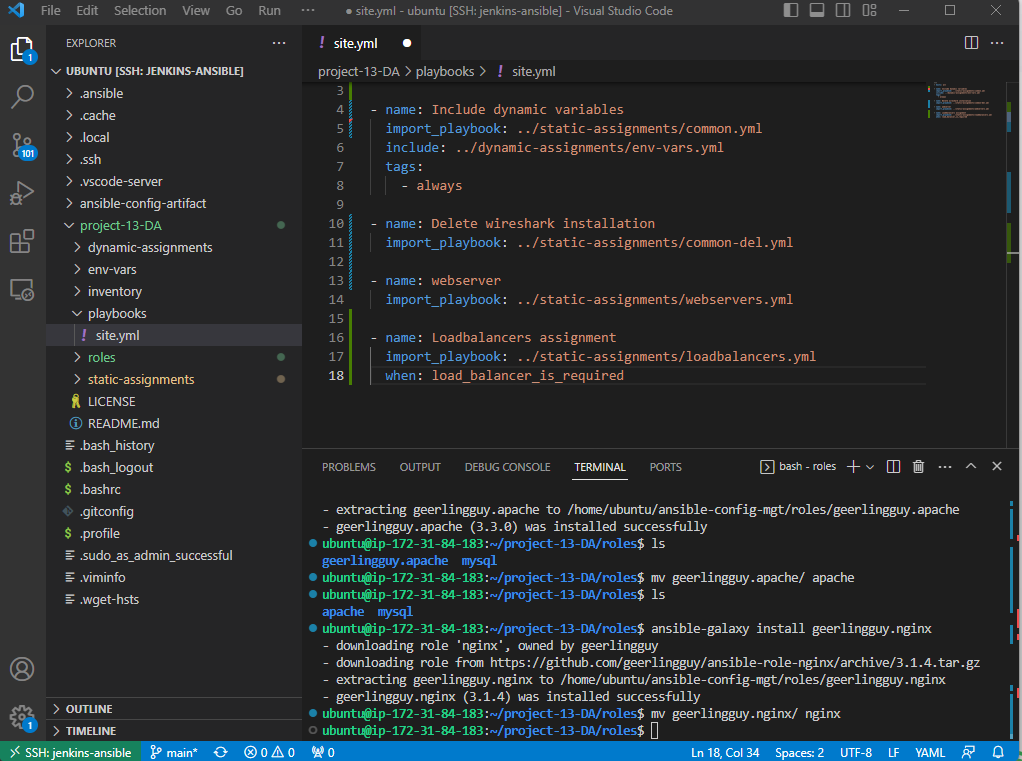 File Edit Selection View Go Run ··· ● site.yml - ubuntu [SSH: jenkins-ansible] - Visual Studio Code
EXPLORER ···
UBUNTU [SSH: JENKINS-ANSIBLE]
.ansible
.cache
.local
.ssh
.vscode-server
ansible-config-artifact
project-13-DA
dynamic-assignments
env-vars
inventory
playbooks
! site.yml
roles
static-assignments
LICENSE
README.md
.bash_history
$ .bash_logout
$ .bashrc
.gitconfig
$ .profile
.sudo_as_admin_successful
.viminfo
.wget-hsts
OUTLINE
TIMELINE
1
101
1
! site.yml ●
project-13-DA > playbooks > ! site.yml
3
4 - name: Include dynamic variables
5 import_playbook: ../static-assignments/common.yml
6 include: ../dynamic-assignments/env-vars.yml
7 tags:
8 - always
9
10 - name: Delete wireshark installation
11 import_playbook: ../static-assignments/common-del.yml
12
13 - name: webserver
14 import_playbook: ../static-assignments/webservers.yml
15
16 - name: Loadbalancers assignment
17 import_playbook: ../static-assignments/loadbalancers.yml
18 when: load_balancer_is_required
PROBLEMS OUTPUT DEBUG CONSOLE TERMINAL PORTS bash - roles
- extracting geerlingguy.apache to /home/ubuntu/ansible-config-mgt/roles/geerlingguy.apache
- geerlingguy.apache (3.3.0) was installed successfully
ubuntu@ip-172-31-84-183:~/project-13-DA/roles$ ls
geerlingguy.apache mysql
ubuntu@ip-172-31-84-183:~/project-13-DA/roles$ mv geerlingguy.apache/ apache
ubuntu@ip-172-31-84-183:~/project-13-DA/roles$ ls
apache mysql
ubuntu@ip-172-31-84-183:~/project-13-DA/roles$ ansible-galaxy install geerlingguy.nginx
- downloading role 'nginx', owned by geerlingguy
- downloading role from https://github.com/geerlingguy/ansible-role-nginx/archive/3.1.4.tar.gz
- extracting geerlingguy.nginx to /home/ubuntu/ansible-config-mgt/roles/geerlingguy.nginx
- geerlingguy.nginx (3.1.4) was installed successfully
ubuntu@ip-172-31-84-183:~/project-13-DA/roles$ mv geerlingguy.nginx/ nginx
ubuntu@ip-172-31-84-183:~/project-13-DA/roles$
SSH: jenkins-ansible main* 0 0 0 Ln 18, Col 34 Spaces: 2 UTF-8 LF YAML